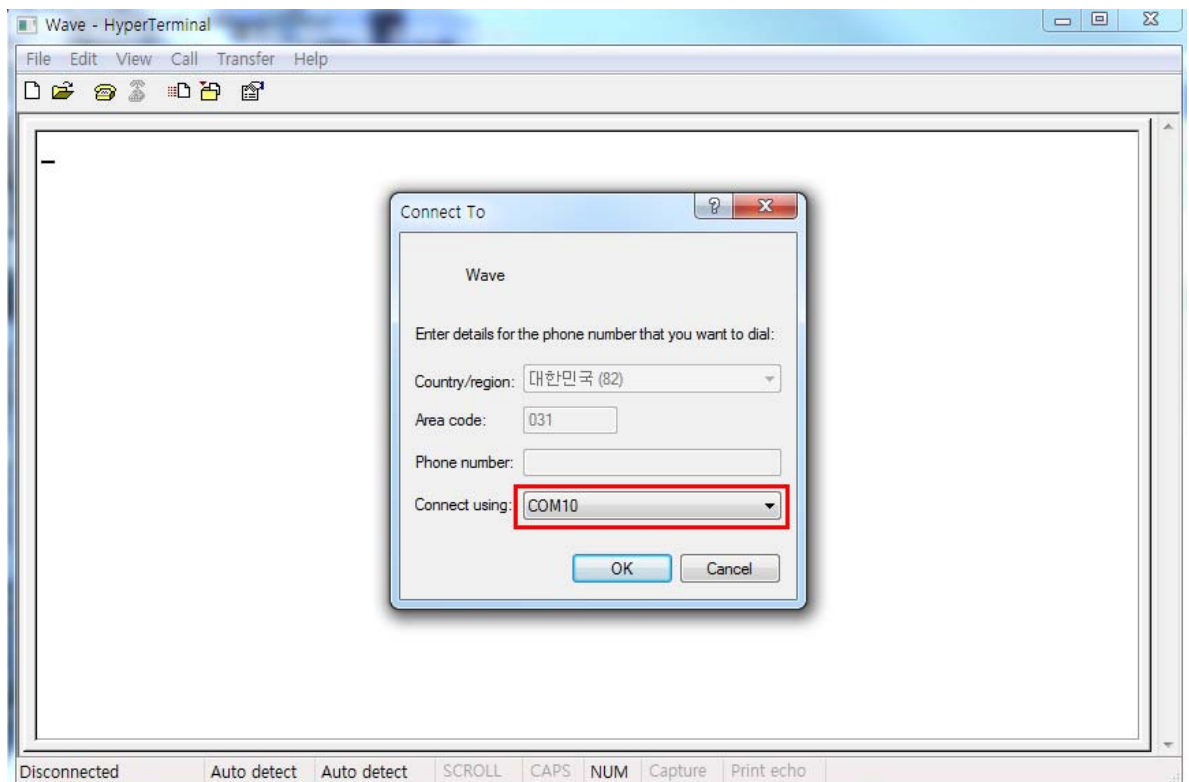 Wave - HyperTerminal
File Edit View Call Transfer Help
Connect To
Wave
Enter details for the phone number that you want to dial:
Country/region: 대한민국 (82)
Area code: 031
Phone number:
Connect using: COM10
OK Cancel
Disconnected Auto detect Auto detect SCROLL CAPS NUM Capture Print echo